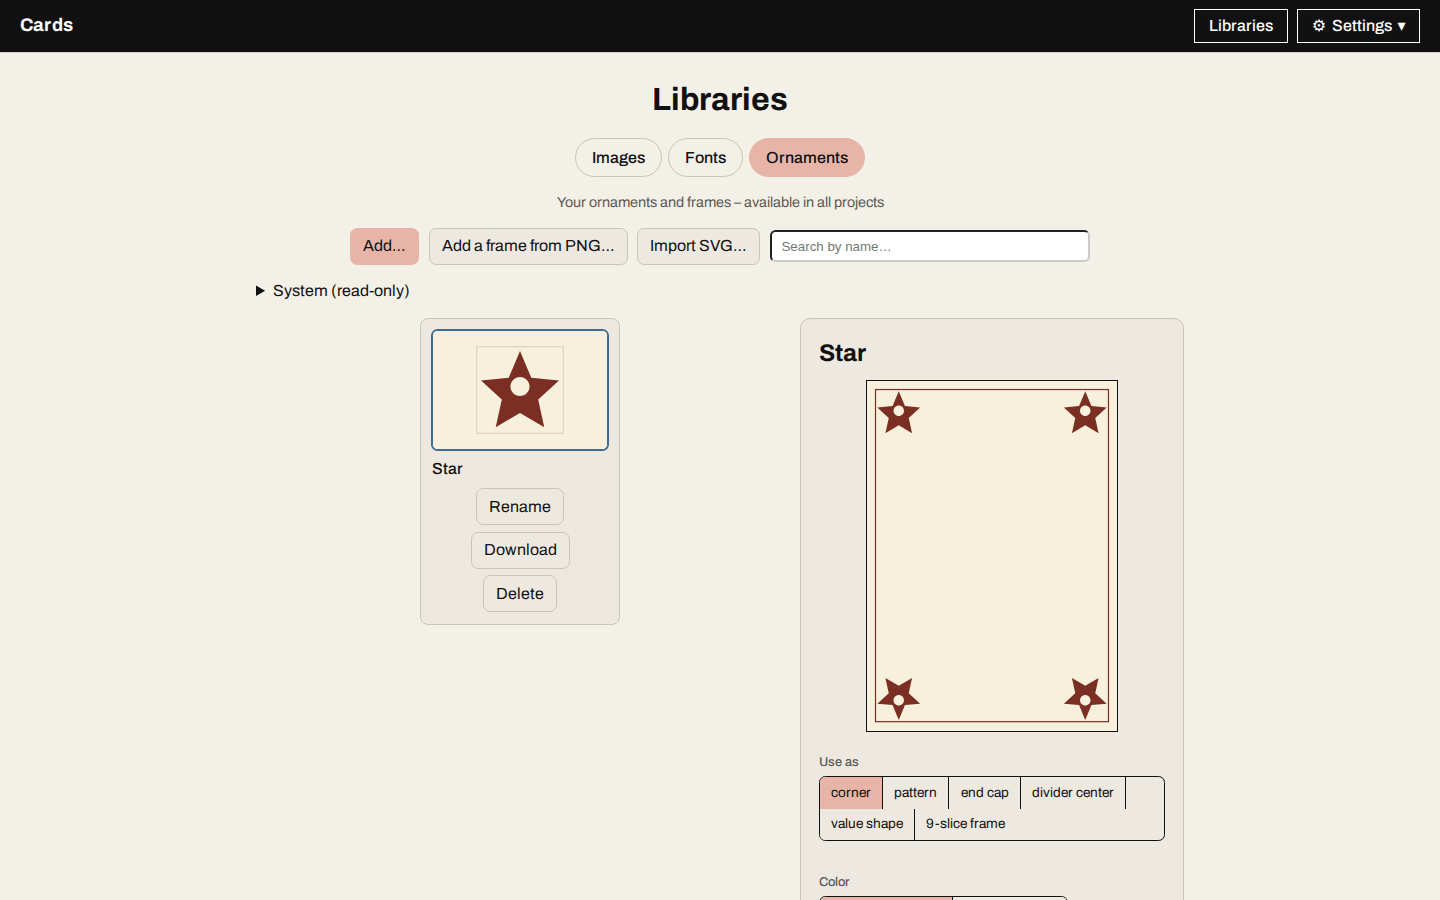 Cards
Libraries
⚙ Settings ▾
Libraries
Images
Fonts
Ornaments
Your ornaments and frames – available in all projects
Add...
Add a frame from PNG...
Import SVG...
Search by name...
▶ System (read-only)
Star
Rename
Download
Delete
Star
Use as
corner
pattern
end cap
divider center
value shape
9-slice frame
Color